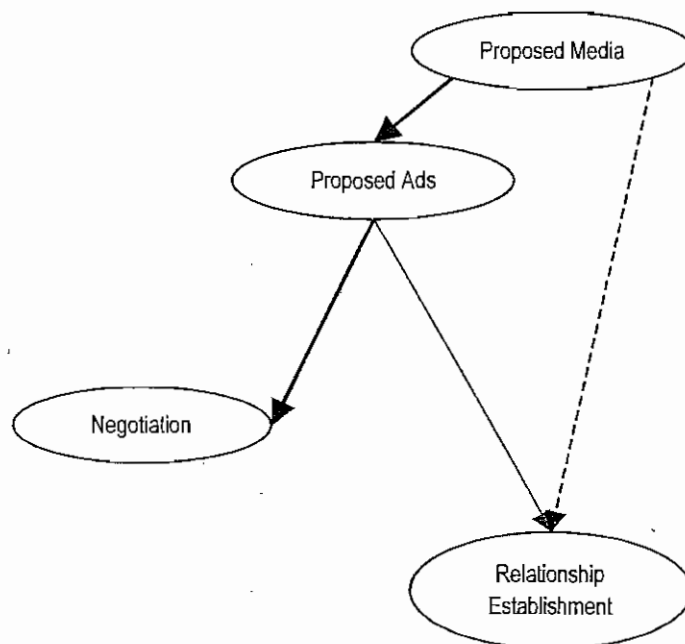 Proposed Media
Proposed Ads
Negotiation
Relationship
Establishment